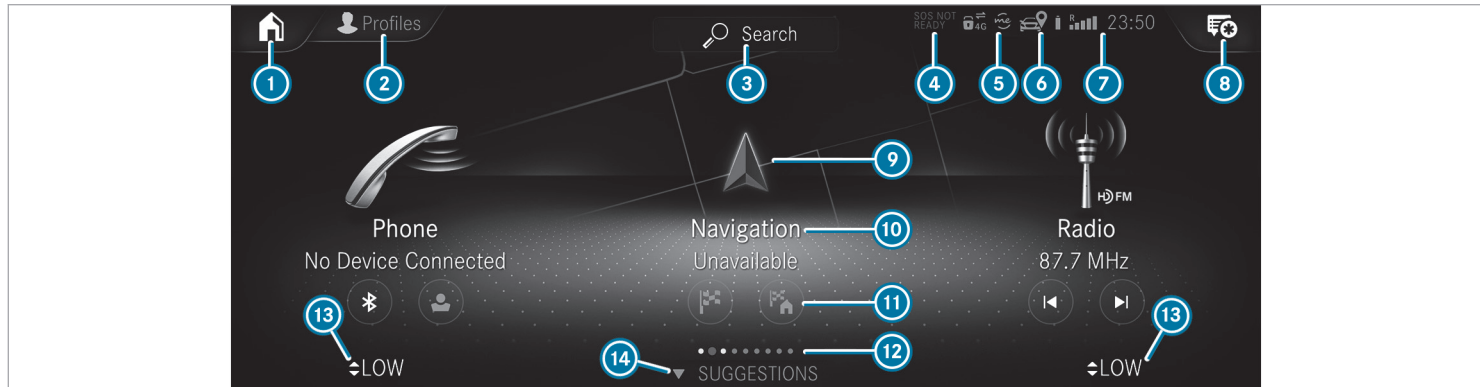 Profiles
Search
SOS NOT
READY
4G
me
R
23:50
1
2
3
4
5
6
7
8
9
HD FM
Phone
Navigation
10
Radio
No Device Connected
Unavailable
87.7 MHz
11
13
13
12
14
LOW
SUGGESTIONS
LOW